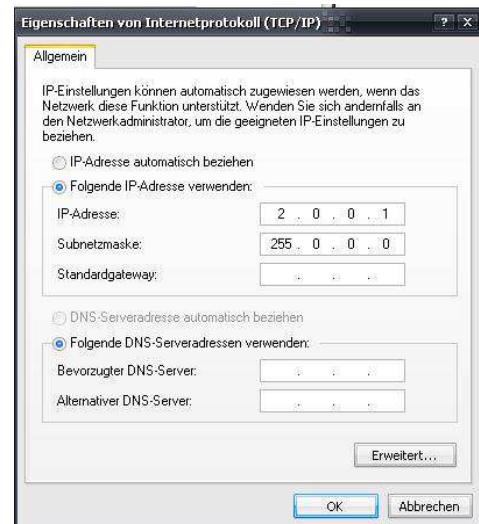 Eigenschaften von Internetprotokoll (TCP/IP)
Allgemein
IP-Einstellungen können automatisch zugewiesen werden, wenn das
Netzwerk diese Funktion unterstützt. Wenden Sie sich andernfalls an
den Netzwerkadministrator, um die geeigneten IP-Einstellungen zu
beziehen.
IP-Adresse automatisch beziehen
Folgende IP-Adresse verwenden:
IP-Adresse: 2 . 0 . 0 . 1
Subnetzmaske: 255 . 0 . 0 . 0
Standardgateway: . . .
DNS-Serveradresse automatisch beziehen
Folgende DNS-Serveradressen verwenden:
Bevorzugter DNS-Server: . . .
Alternativer DNS-Server: . . .
Erweitert...
OK Abbrechen